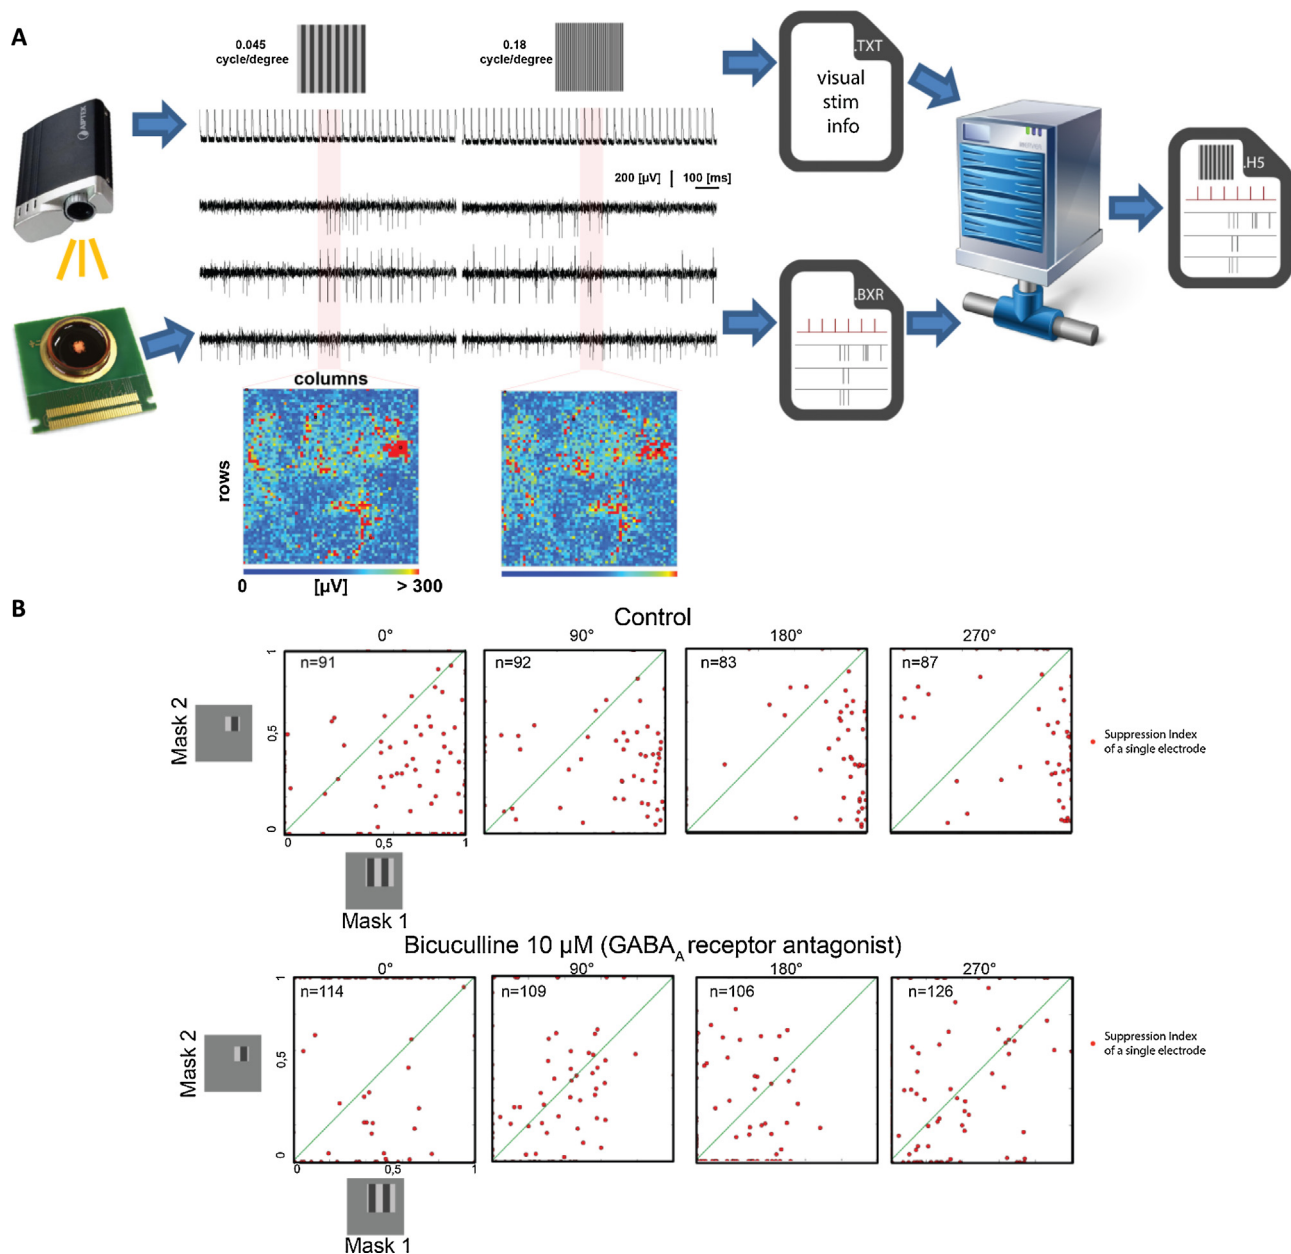 A
0.045
cycle/degree
0.18
cycle/degree
AIPTEK
200 [µV]
100 [ms]
.TXT
visual
stim
info
.H5
.BXR
columns
rows
0
[µV]
> 300
B
Control
0°
90°
180°
270°
n=91
n=92
n=83
n=87
1
0,5
0
Mask 2
0
0,5
1
Mask 1
Suppression Index
of a single electrode
Bicuculline 10 µM (GABA_A receptor antagonist)
0°
90°
180°
270°
n=114
n=109
n=106
n=126
1
0,5
0
Mask 2
0
0,5
1
Mask 1
Suppression Index
of a single electrode